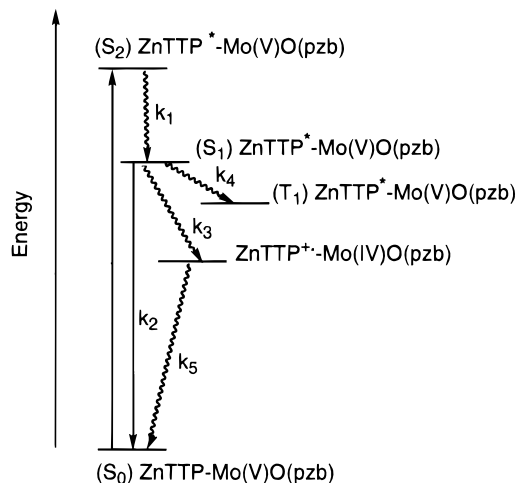 (S₂) ZnTTP*-Mo(V)O(pzb)
k₁
(S₁) ZnTTP*-Mo(V)O(pzb)
k₄
(T₁) ZnTTP*-Mo(V)O(pzb)
k₃
ZnTTP⁺·-Mo(IV)O(pzb)
Energy
k₂
k₅
(S₀) ZnTTP-Mo(V)O(pzb)